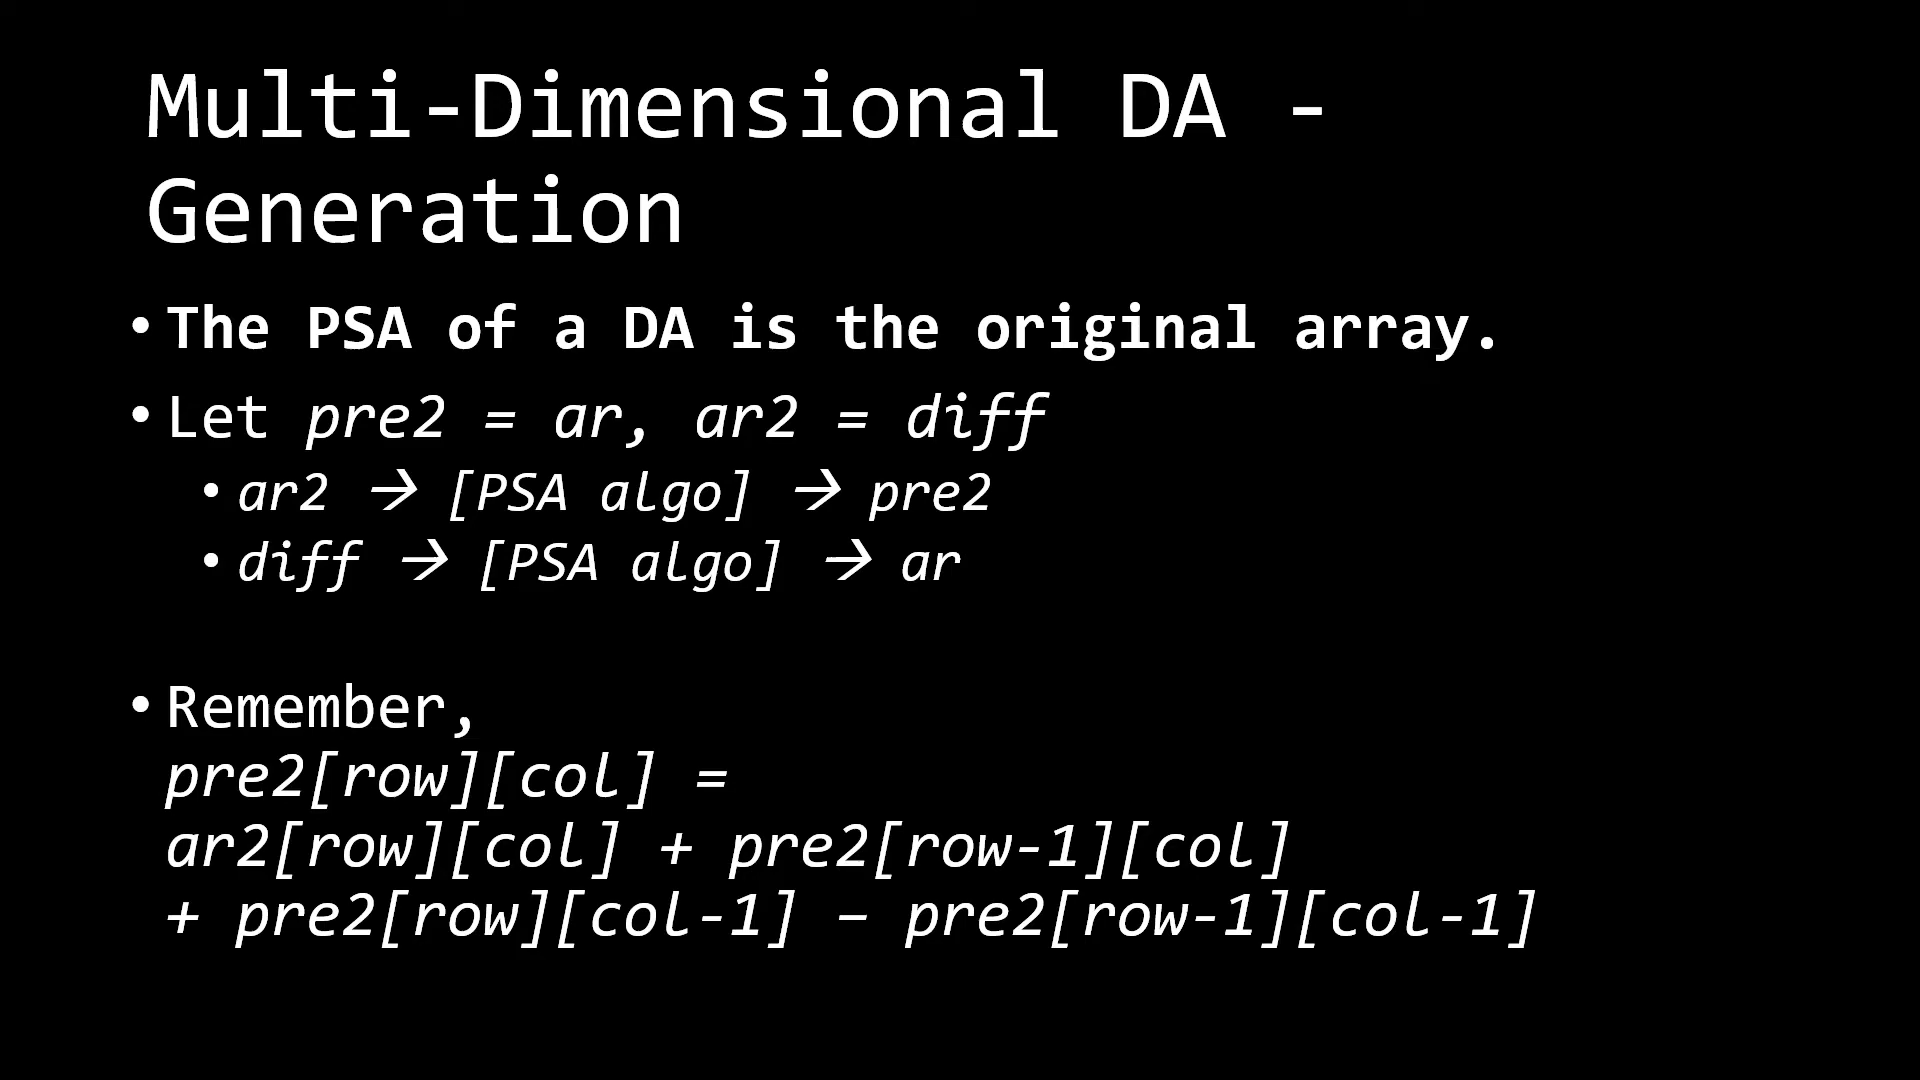 Multi-Dimensional DA -
Generation
• The PSA of a DA is the original array.
• Let pre2 = ar, ar2 = diff
• ar2 → [PSA algo] → pre2
• diff → [PSA algo] → ar
• Remember,
pre2[row][col] =
ar2[row][col] + pre2[row-1][col]
+ pre2[row][col-1] – pre2[row-1][col-1]